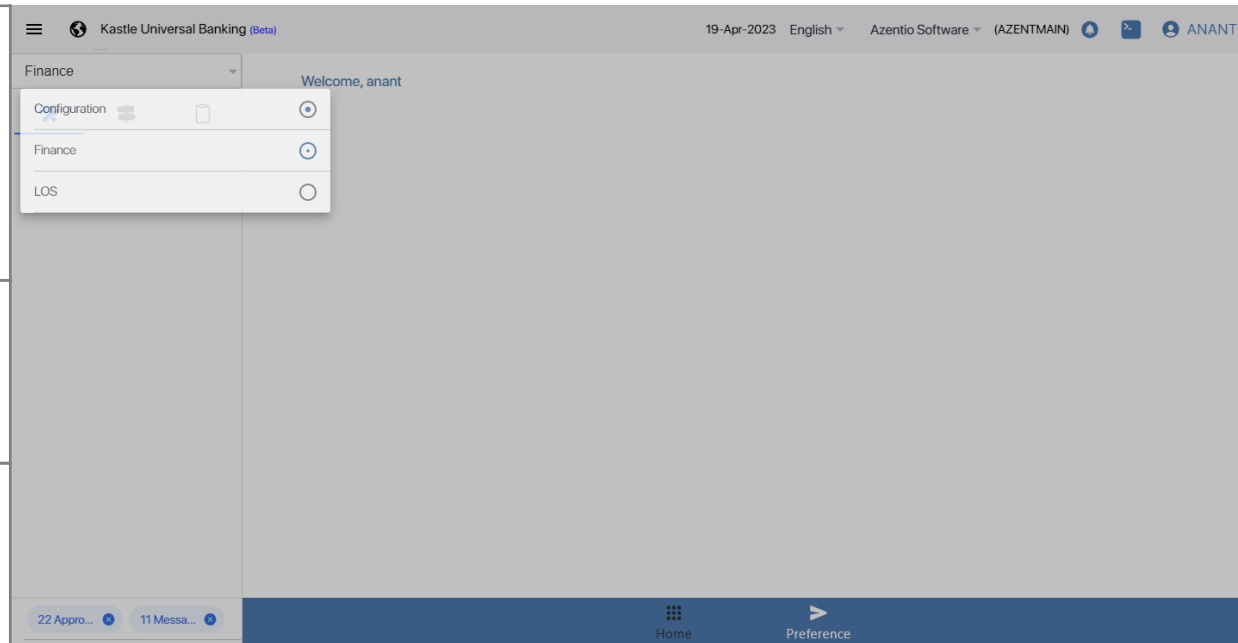 Kastle Universal Banking (Beta)
19-Apr-2023 English Azentio Software (AZENTMAIN) ANANT
Finance
Welcome, anant
Configuration
Finance
LOS
22 Appro... 11 Messa...
Home
Preference